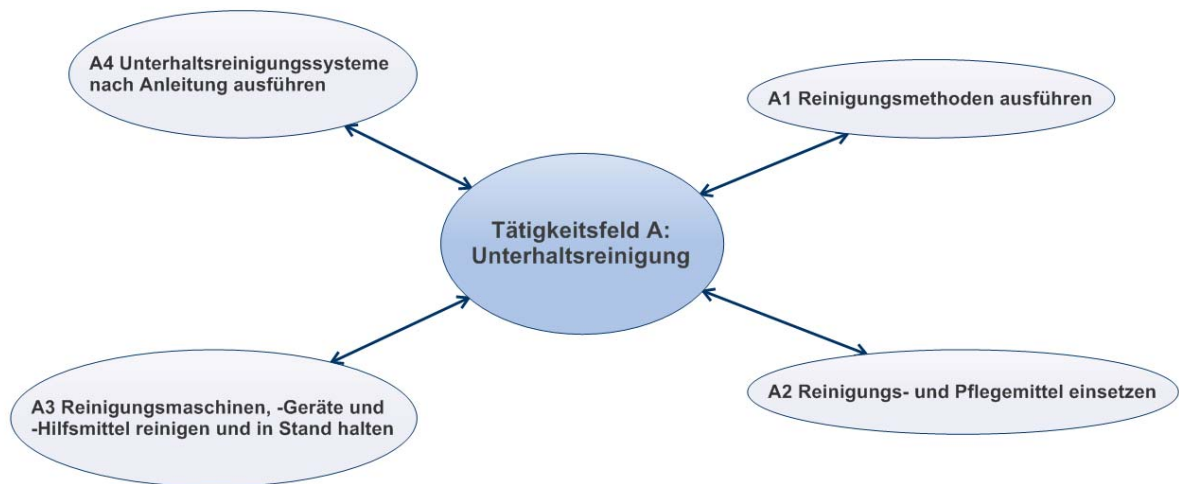 A4 Unterhaltsreinigungssysteme
nach Anleitung ausführen
A1 Reinigungsmethoden ausführen
Tätigkeitsfeld A:
Unterhaltsreinigung
A3 Reinigungsmaschinen, -Geräte und
-Hilfsmittel reinigen und in Stand halten
A2 Reinigungs- und Pflegemittel einsetzen